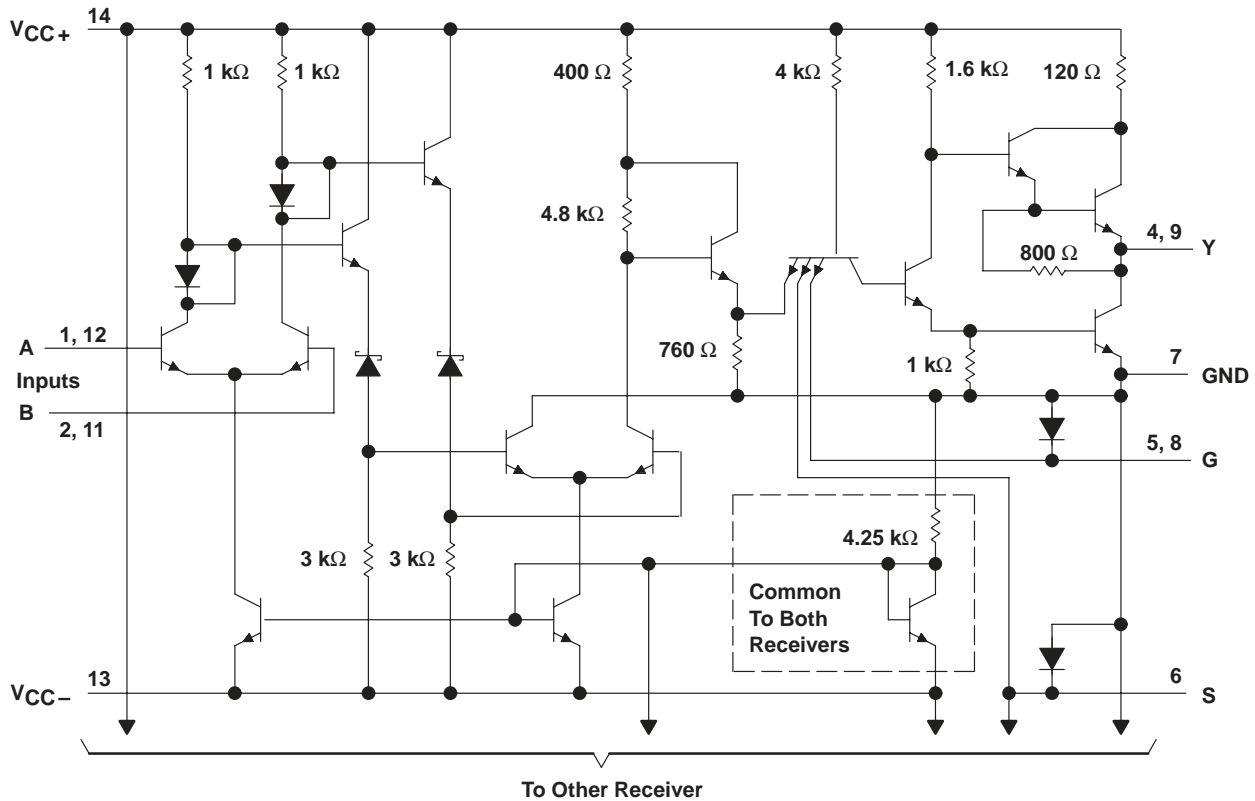 14
VCC+
1 kΩ
1 kΩ
400 Ω
4 kΩ
1.6 kΩ
120 Ω
4.8 kΩ
4, 9
Y
800 Ω
1, 12
A
760 Ω
7
1 kΩ
GND
Inputs
B
2, 11
5, 8
G
4.25 kΩ
3 kΩ
3 kΩ
Common
To Both
Receivers
13
VCC−
6
S
To Other Receiver